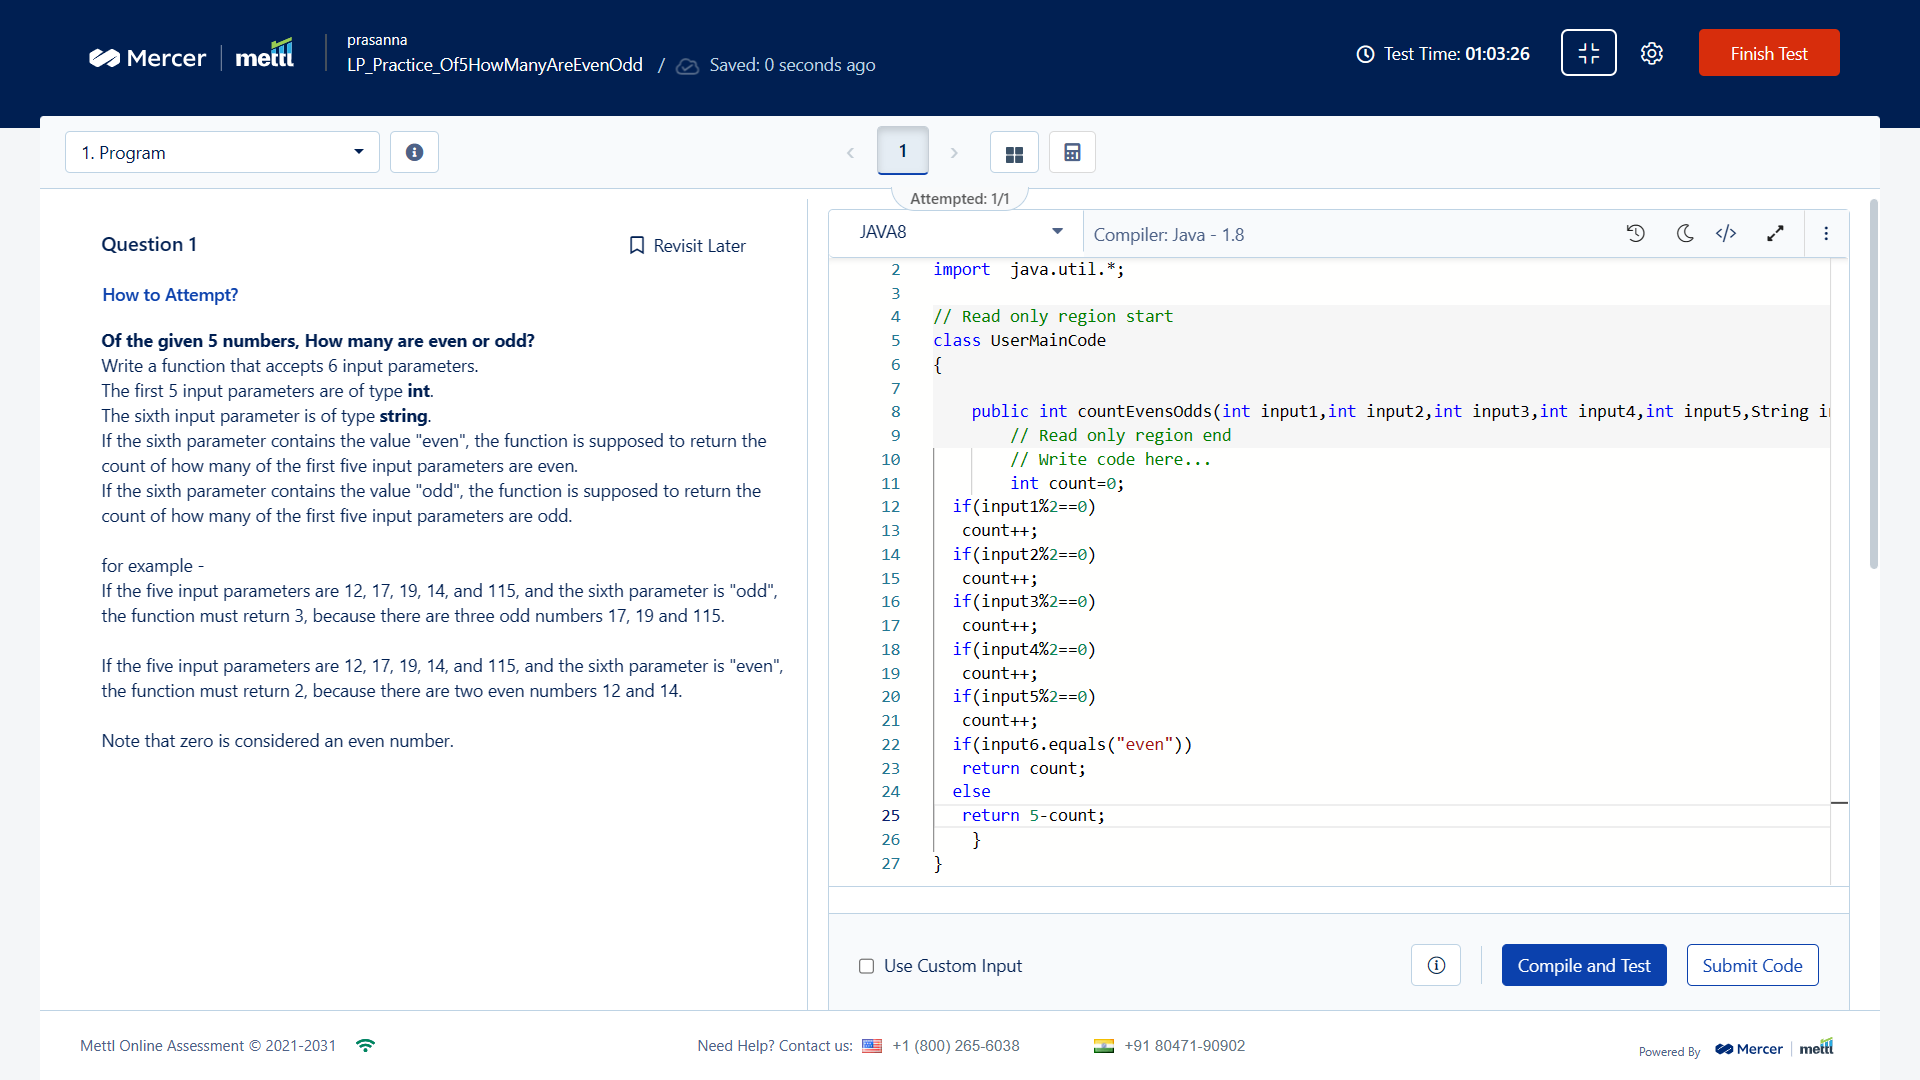 Mercer mettl
prasanna
LP_Practice_Of5HowManyAreEvenOdd / Saved: 0 seconds ago
Test Time: 01:03:26
Finish Test
1. Program
1
Attempted: 1/1
Question 1
Revisit Later
How to Attempt?
Of the given 5 numbers, How many are even or odd?
Write a function that accepts 6 input parameters.
The first 5 input parameters are of type int.
The sixth input parameter is of type string.
If the sixth parameter contains the value "even", the function is supposed to return the
count of how many of the first five input parameters are even.
If the sixth parameter contains the value "odd", the function is supposed to return the
count of how many of the first five input parameters are odd.
for example -
If the five input parameters are 12, 17, 19, 14, and 115, and the sixth parameter is "odd",
the function must return 3, because there are three odd numbers 17, 19 and 115.
If the five input parameters are 12, 17, 19, 14, and 115, and the sixth parameter is "even",
the function must return 2, because there are two even numbers 12 and 14.
Note that zero is considered an even number.
JAVA8
Compiler: Java - 1.8
2 import  java.util.*;
3
4 // Read only region start
5 class UserMainCode
6 {
7
8 public int countEvensOdds(int input1,int input2,int input3,int input4,int input5,String
9 // Read only region end
10 // Write code here...
11 int count=0;
12 if(input1%2==0)
13 count++;
14 if(input2%2==0)
15 count++;
16 if(input3%2==0)
17 count++;
18 if(input4%2==0)
19 count++;
20 if(input5%2==0)
21 count++;
22 if(input6.equals("even"))
23 return count;
24 else
25 return 5-count;
26 }
27 }
Use Custom Input
Compile and Test
Submit Code
Mettl Online Assessment © 2021-2031
Need Help? Contact us: +1 (800) 265-6038
+91 80471-90902
Powered By Mercer mettl